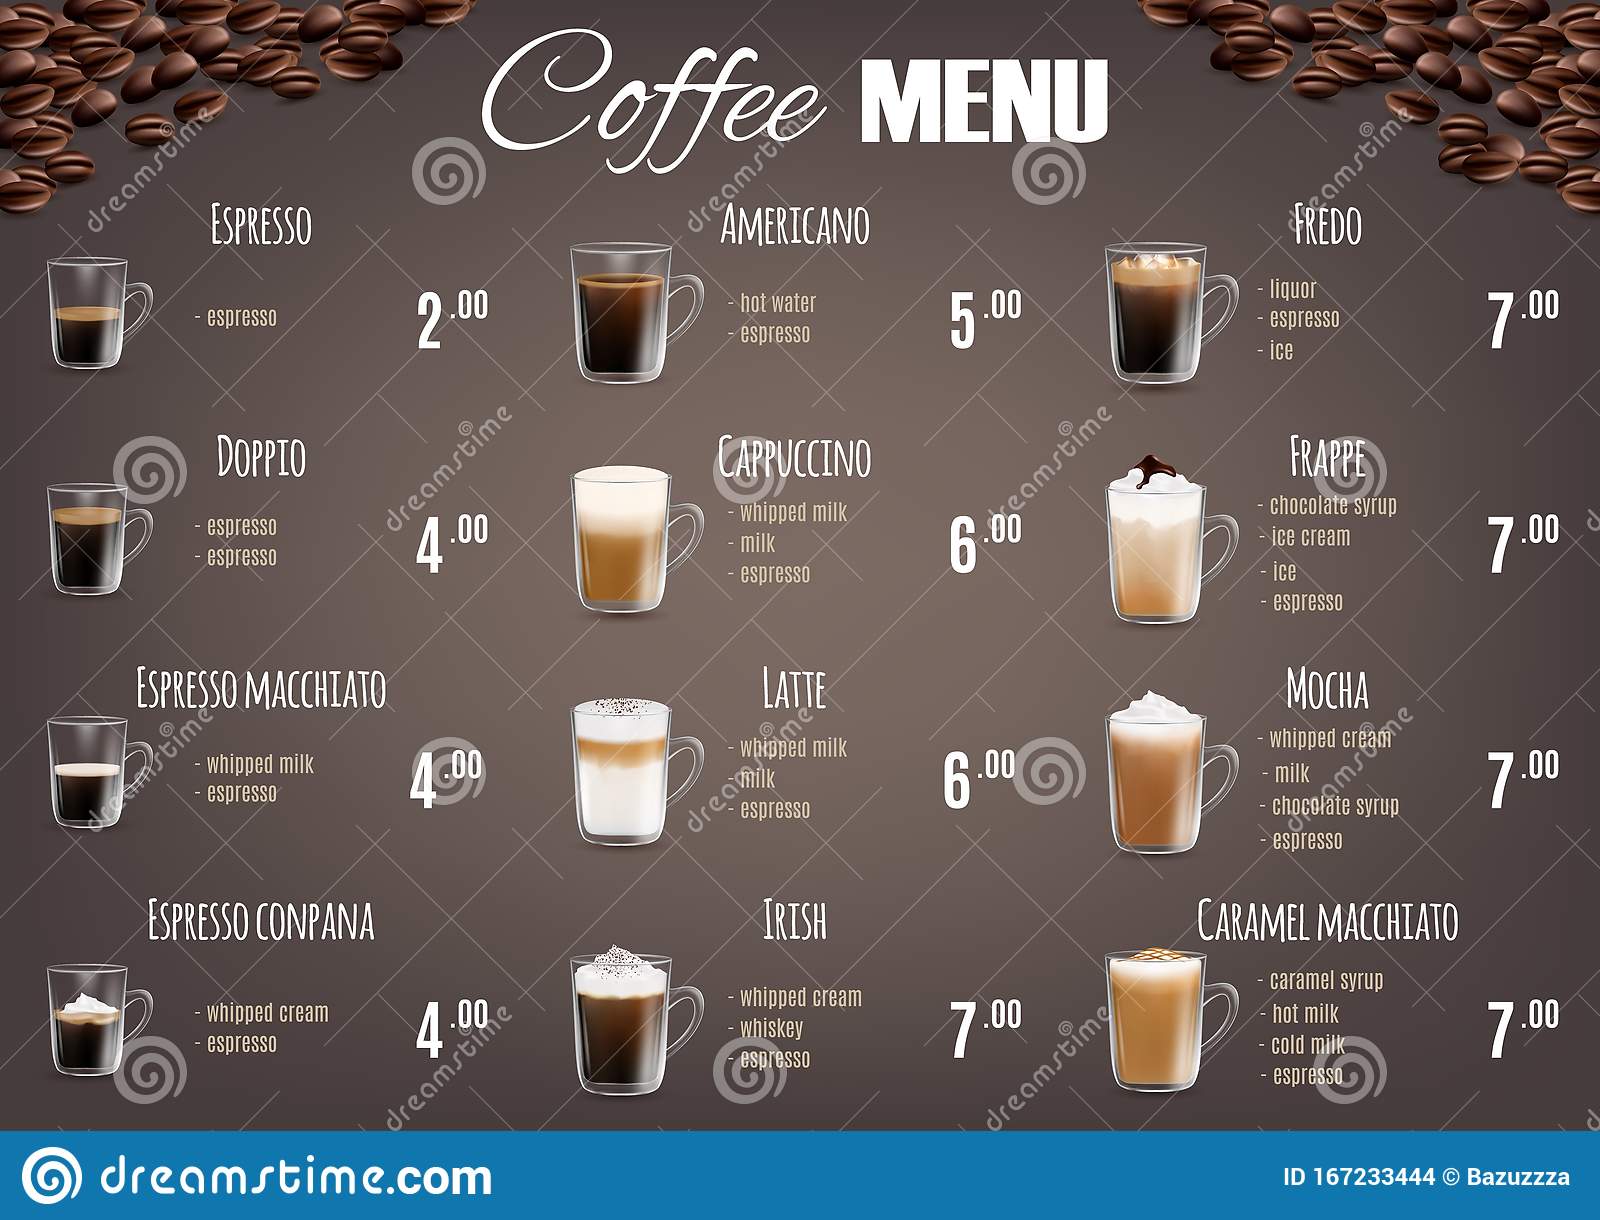 Coffee MENU
ESPRESSO
- espresso
2.00
AMERICANO
- hot water
- espresso
5.00
FREDO
- liquor
- espresso
- ice
7.00
DOPPIO
- espresso
- espresso
4.00
CAPPUCCINO
- whipped milk
- milk
- espresso
6.00
FRAPPE
- chocolate syrup
- ice cream
- ice
- espresso
7.00
ESPRESSO MACCHIATO
- whipped milk
- espresso
4.00
LATTE
- whipped milk
- milk
- espresso
6.00
MOCHA
- whipped cream
- milk
- chocolate syrup
- espresso
7.00
ESPRESSO CONPANA
- whipped cream
- espresso
4.00
IRISH
- whipped cream
- whiskey
- espresso
7.00
CARAMEL MACCHIATO
- caramel syrup
- hot milk
- cold milk
- espresso
7.00
dreamstime.com
ID 167233444 © Bazuzzza